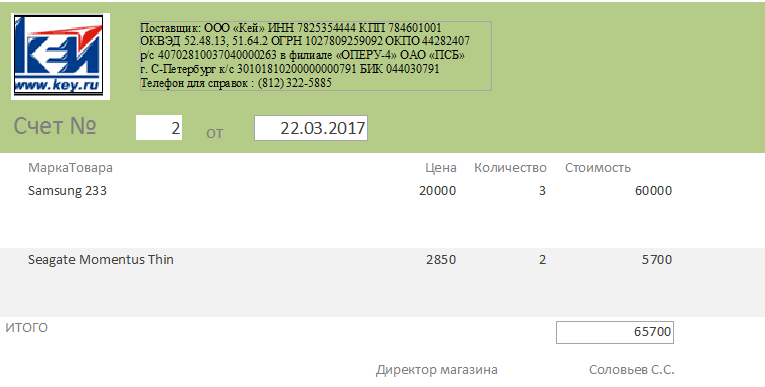 КЕЙ
www.key.ru
Поставщик: ООО «Кей» ИНН 7825354444 КПП 784601001
ОКВЭД 52.48.13, 51.64.2 ОГРН 1027809259092 ОКПО 44282407
р/с 40702810037040000263 в филиале «ОПЕРУ-4» ОАО «ПСБ»
г. С-Петербург к/с 30101810200000000791 БИК 044030791
Телефон для справок : (812) 322-5885
Счет № 2 от 22.03.2017
МаркаТовара Цена Количество Стоимость
Samsung 233 20000 3 60000
Seagate Momentus Thin 2850 2 5700
ИТОГО 65700
Директор магазина Соловьев С.С.